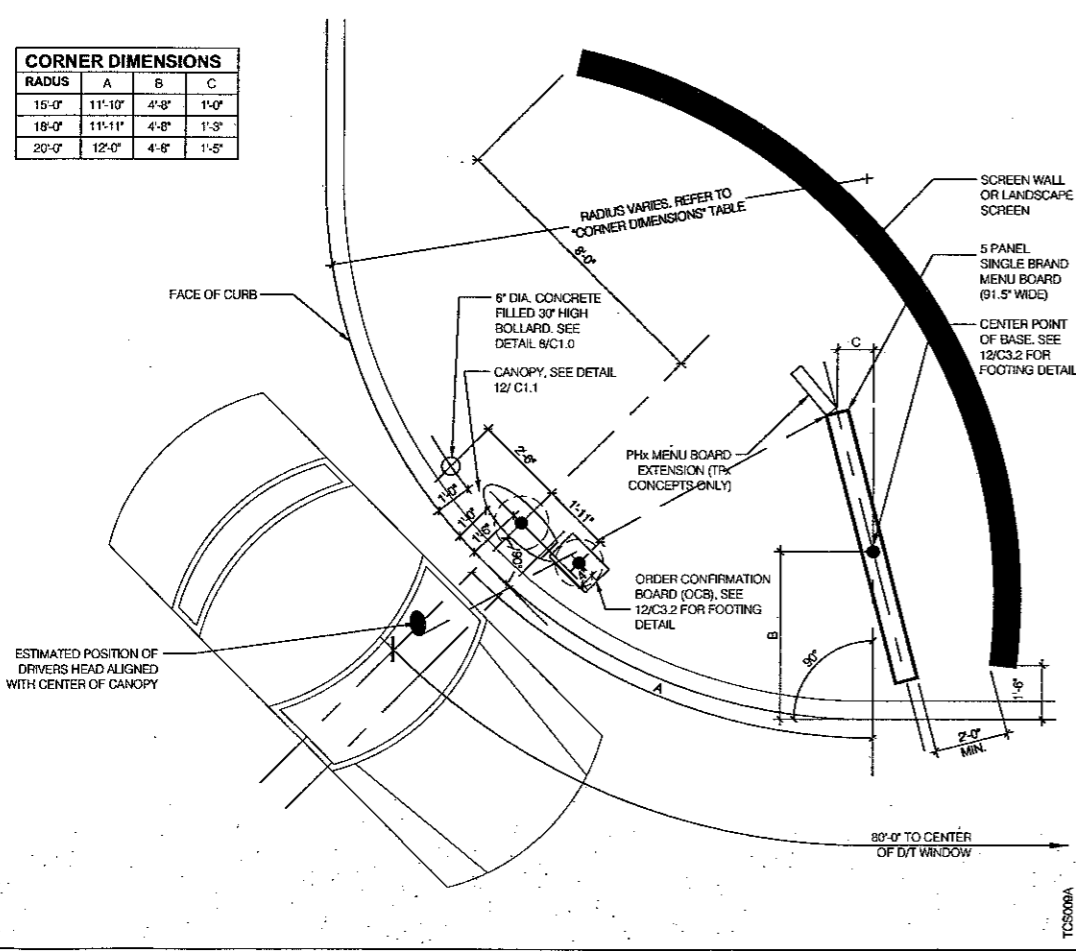 CORNER DIMENSIONS
RADUS A B C
15'-0" 11'-10" 4'-8" 1'-0"
18'-0" 11'-11" 4'-8" 1'-3"
20'-0" 12'-0" 4'-8" 1'-5"
RADIUS VARIES, REFER TO
"CORNER DIMENSIONS" TABLE
8'-0"
SCREEN WALL
OR LANDSCAPE
SCREEN
5 PANEL
SINGLE BRAND
MENU BOARD
(91.5" WIDE)
CENTER POINT
OF BASE. SEE
12/C3.2 FOR
FOOTING DETAIL
FACE OF CURB
6" DIA. CONCRETE
FILLED 30" HIGH
BOLLARD. SEE
DETAIL 8/C1.0
CANOPY, SEE DETAIL
12/ C1.1
C
PHx MENU BOARD
EXTENSION (TPx
CONCEPTS ONLY)
2'-6"
1'-11"
1'-0"
1'-0"
1'-6"
90°
ORDER CONFIRMATION
BOARD (OCB), SEE
12/C3.2 FOR FOOTING
DETAIL
ESTIMATED POSITION OF
DRIVERS HEAD ALIGNED
WITH CENTER OF CANOPY
B
90°
A
1'-6"
2'-0"
MIN.
80'-0" TO CENTER
OF D/T WINDOW
TCS009A